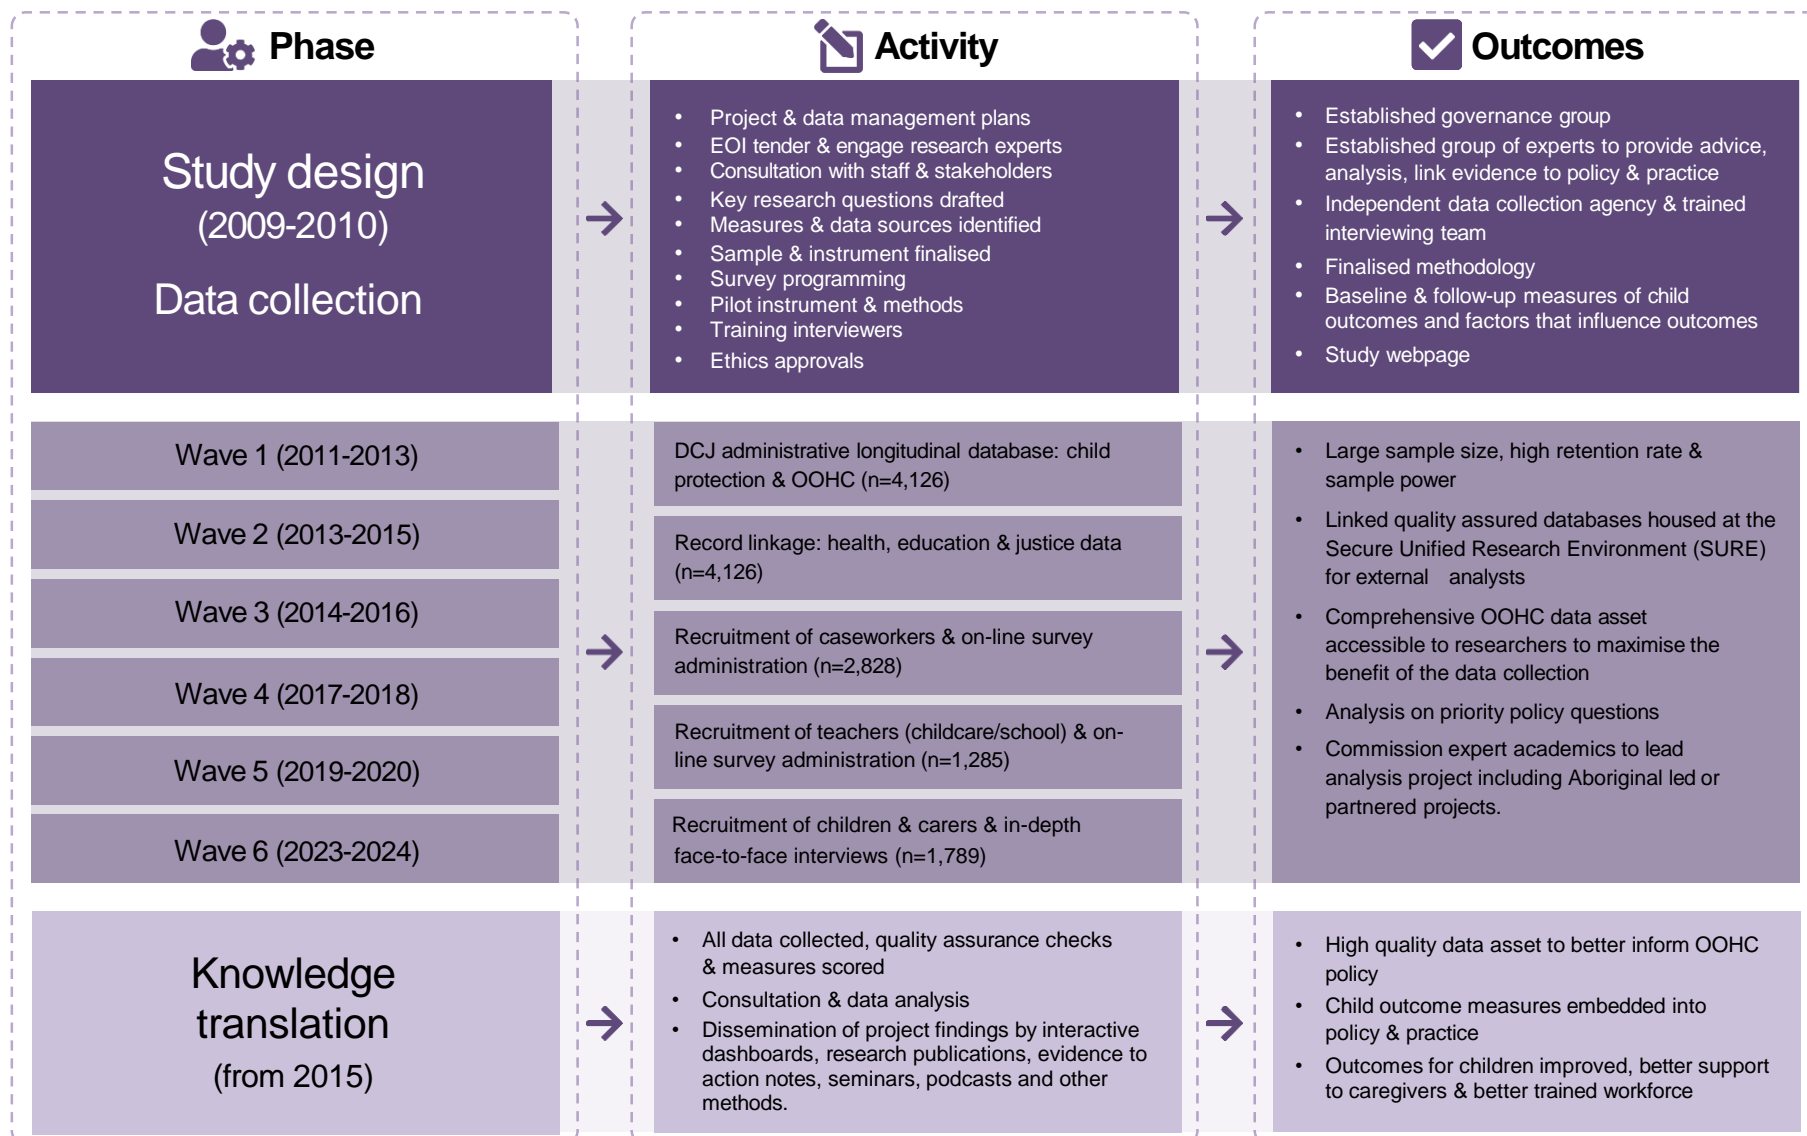 Phase
Activity
Outcomes
Study design
(2009-2010)
Data collection
• Project & data management plans
• EOI tender & engage research experts
• Consultation with staff & stakeholders
• Key research questions drafted
• Measures & data sources identified
• Sample & instrument finalised
• Survey programming
• Pilot instrument & methods
• Training interviewers
• Ethics approvals
• Established governance group
• Established group of experts to provide advice,
analysis, link evidence to policy & practice
• Independent data collection agency & trained
interviewing team
• Finalised methodology
• Baseline & follow-up measures of child
outcomes and factors that influence outcomes
• Study webpage
Wave 1 (2011-2013)
Wave 2 (2013-2015)
Wave 3 (2014-2016)
Wave 4 (2017-2018)
Wave 5 (2019-2020)
Wave 6 (2023-2024)
DCJ administrative longitudinal database: child
protection & OOHC (n=4,126)
Record linkage: health, education & justice data
(n=4,126)
Recruitment of caseworkers & on-line survey
administration (n=2,828)
Recruitment of teachers (childcare/school) & on-
line survey administration (n=1,285)
Recruitment of children & carers & in-depth
face-to-face interviews (n=1,789)
• Large sample size, high retention rate &
sample power
• Linked quality assured databases housed at the
Secure Unified Research Environment (SURE)
for external analysts
• Comprehensive OOHC data asset
accessible to researchers to maximise the
benefit of the data collection
• Analysis on priority policy questions
• Commission expert academics to lead
analysis project including Aboriginal led or
partnered projects.
Knowledge
translation
(from 2015)
• All data collected, quality assurance checks
& measures scored
• Consultation & data analysis
• Dissemination of project findings by interactive
dashboards, research publications, evidence to
action notes, seminars, podcasts and other
methods.
• High quality data asset to better inform OOHC
policy
• Child outcome measures embedded into
policy & practice
• Outcomes for children improved, better support
to caregivers & better trained workforce